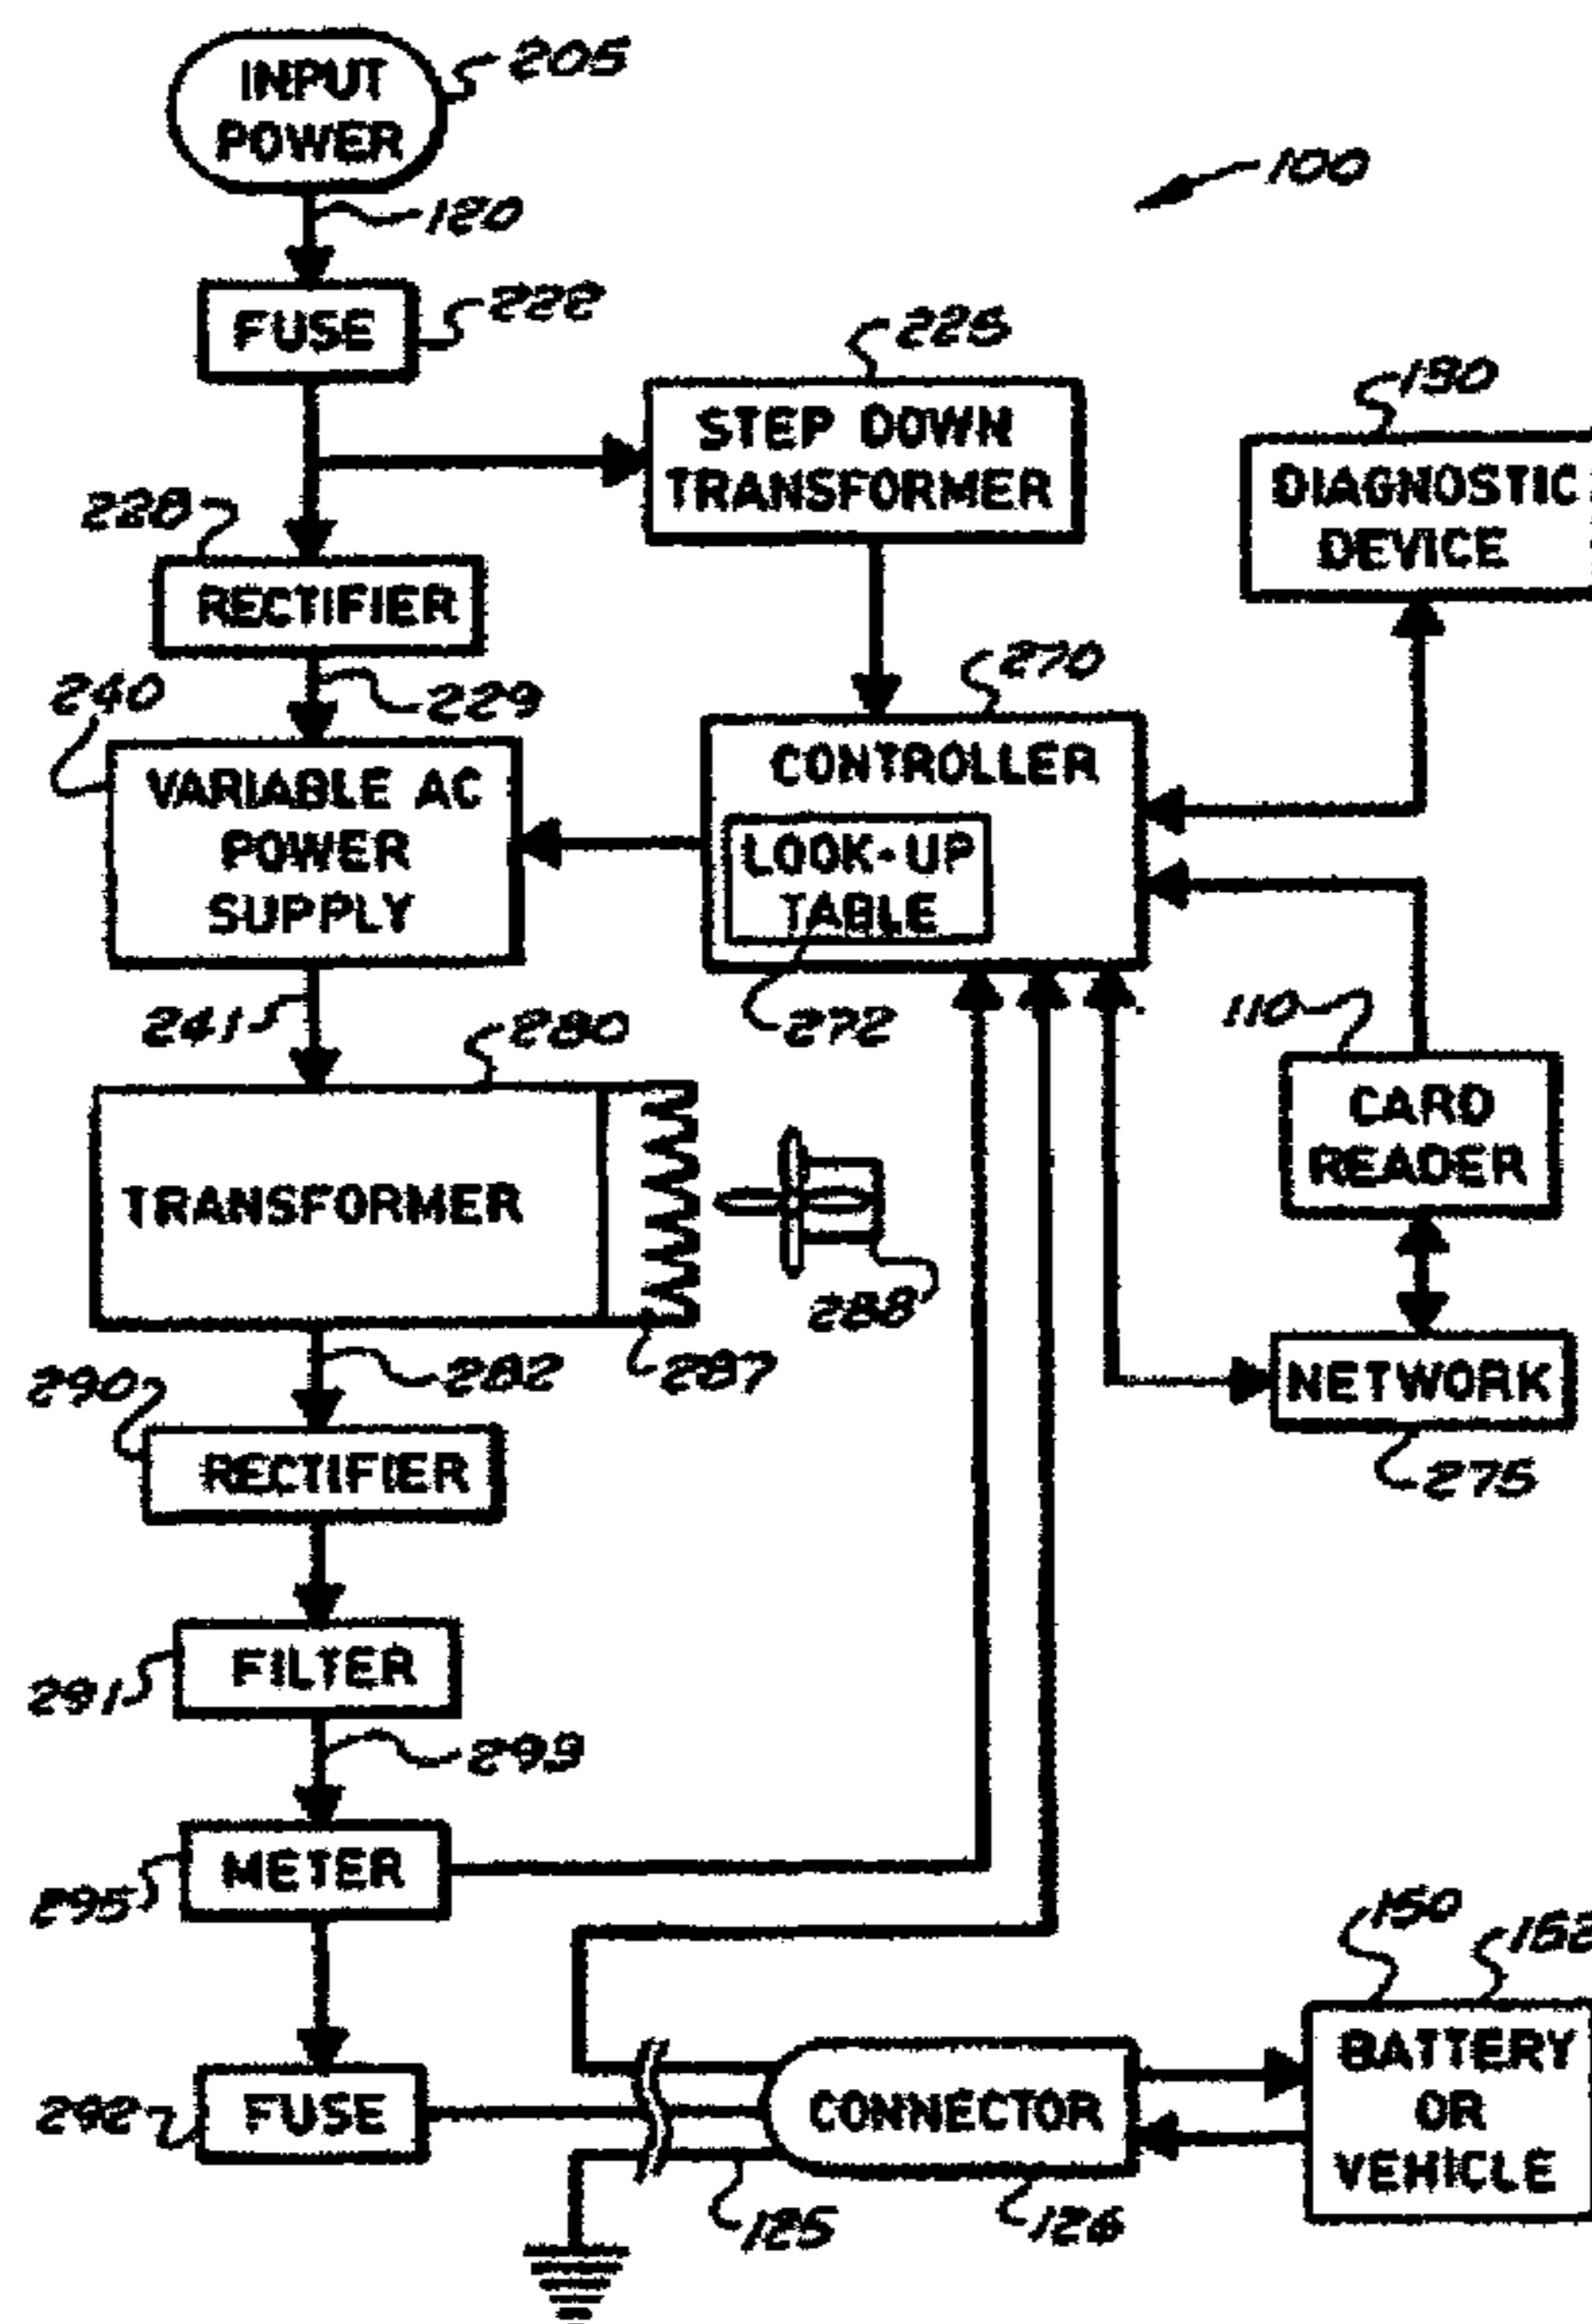 INPUT
POWER
205
120
100
FUSE
222
225
STEP DOWN
TRANSFORMER
190
DIAGNOSTIC
DEVICE
RECTIFIER
270
240
229
CONTROLLER
VARIABLE AC
POWER
SUPPLY
LOOK-UP
TABLE
241
280
272
110
CARD
READER
TRANSFORMER
288
282
287
290
NETWORK
RECTIFIER
275
FILTER
291
293
METER
295
150
BATTERY
OR
VEHICLE
FUSE
292
CONNECTOR
125
126